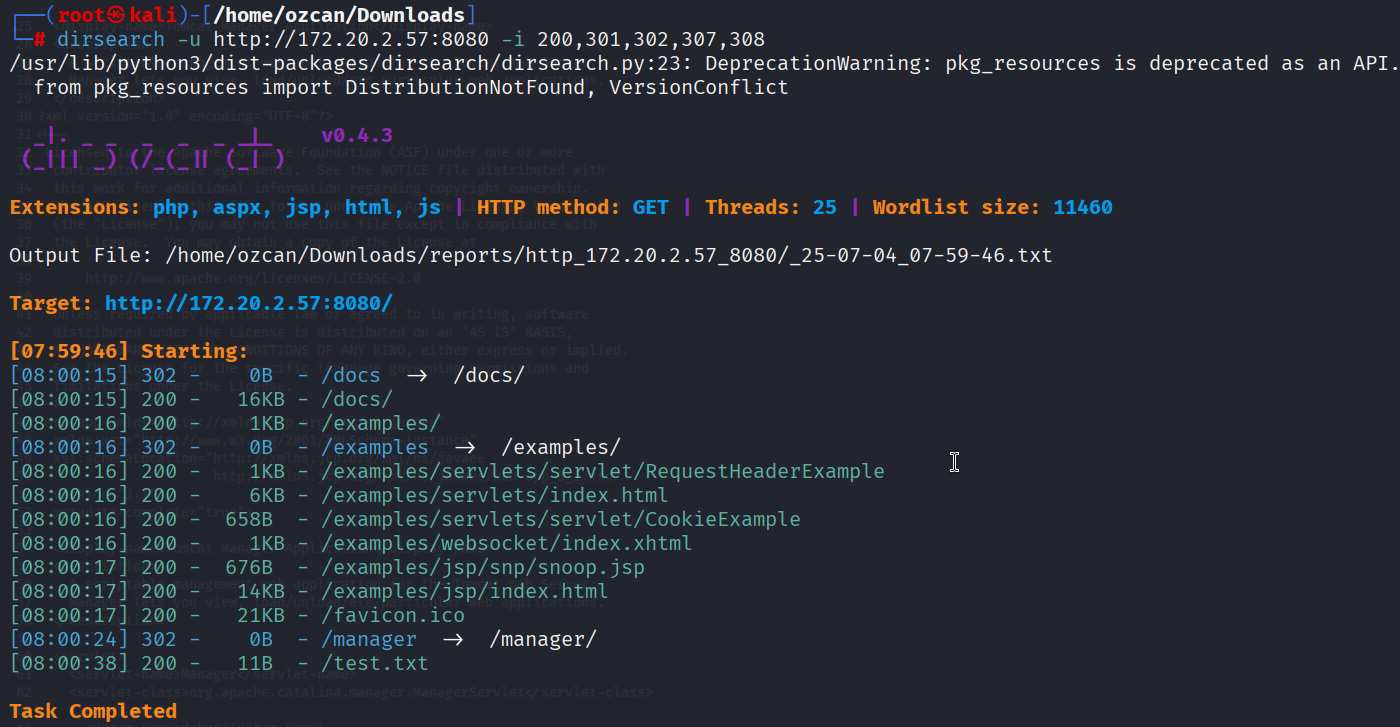 ┌──(root㉿kali)-[/home/ozcan/Downloads]
└─# dirsearch -u http://172.20.2.57:8080 -i 200,301,302,307,308
/usr/lib/python3/dist-packages/dirsearch/dirsearch.py:23: DeprecationWarning: pkg_resources is deprecated as an API.
  from pkg_resources import DistributionNotFound, VersionConflict
  _|. _ _  _  _  _ _|_    v0.4.3
 (_||| _) (/_(_|| (_| )
Extensions: php, aspx, jsp, html, js | HTTP method: GET | Threads: 25 | Wordlist size: 11460
Output File: /home/ozcan/Downloads/reports/http_172.20.2.57_8080/_25-07-04_07-59-46.txt
Target: http://172.20.2.57:8080/
[07:59:46] Starting:
[08:00:15] 302 -    0B  - /docs  ->  /docs/
[08:00:15] 200 -   16KB - /docs/
[08:00:16] 200 -    1KB - /examples/
[08:00:16] 302 -    0B  - /examples  ->  /examples/
[08:00:16] 200 -    1KB - /examples/servlets/servlet/RequestHeaderExample
[08:00:16] 200 -    6KB - /examples/servlets/index.html
[08:00:16] 200 -  658B  - /examples/servlets/servlet/CookieExample
[08:00:16] 200 -    1KB - /examples/websocket/index.xhtml
[08:00:17] 200 -  676B  - /examples/jsp/snp/snoop.jsp
[08:00:17] 200 -   14KB - /examples/jsp/index.html
[08:00:17] 200 -   21KB - /favicon.ico
[08:00:24] 302 -    0B  - /manager  ->  /manager/
[08:00:38] 200 -   11B  - /test.txt
Task Completed